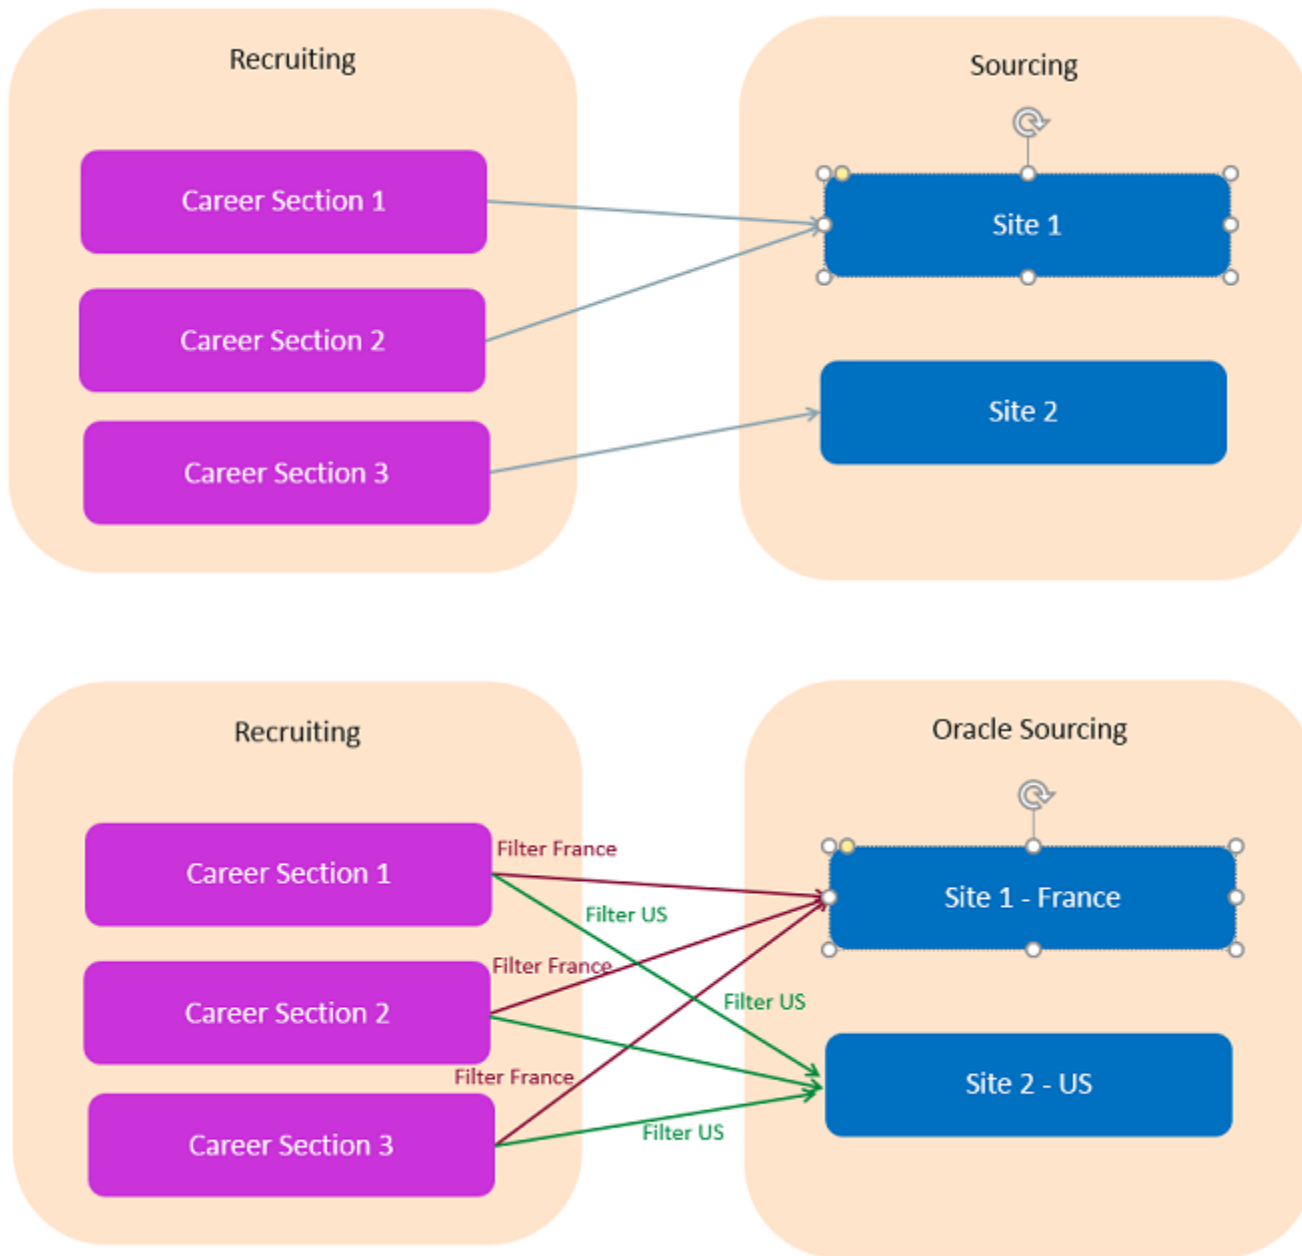 Recruiting
Sourcing
Career Section 1
Site 1
Career Section 2
Site 2
Career Section 3
Recruiting
Oracle Sourcing
Filter France
Career Section 1
Site 1 - France
Filter US
Filter France
Filter US
Career Section 2
Site 2 - US
Filter France
Filter US
Career Section 3